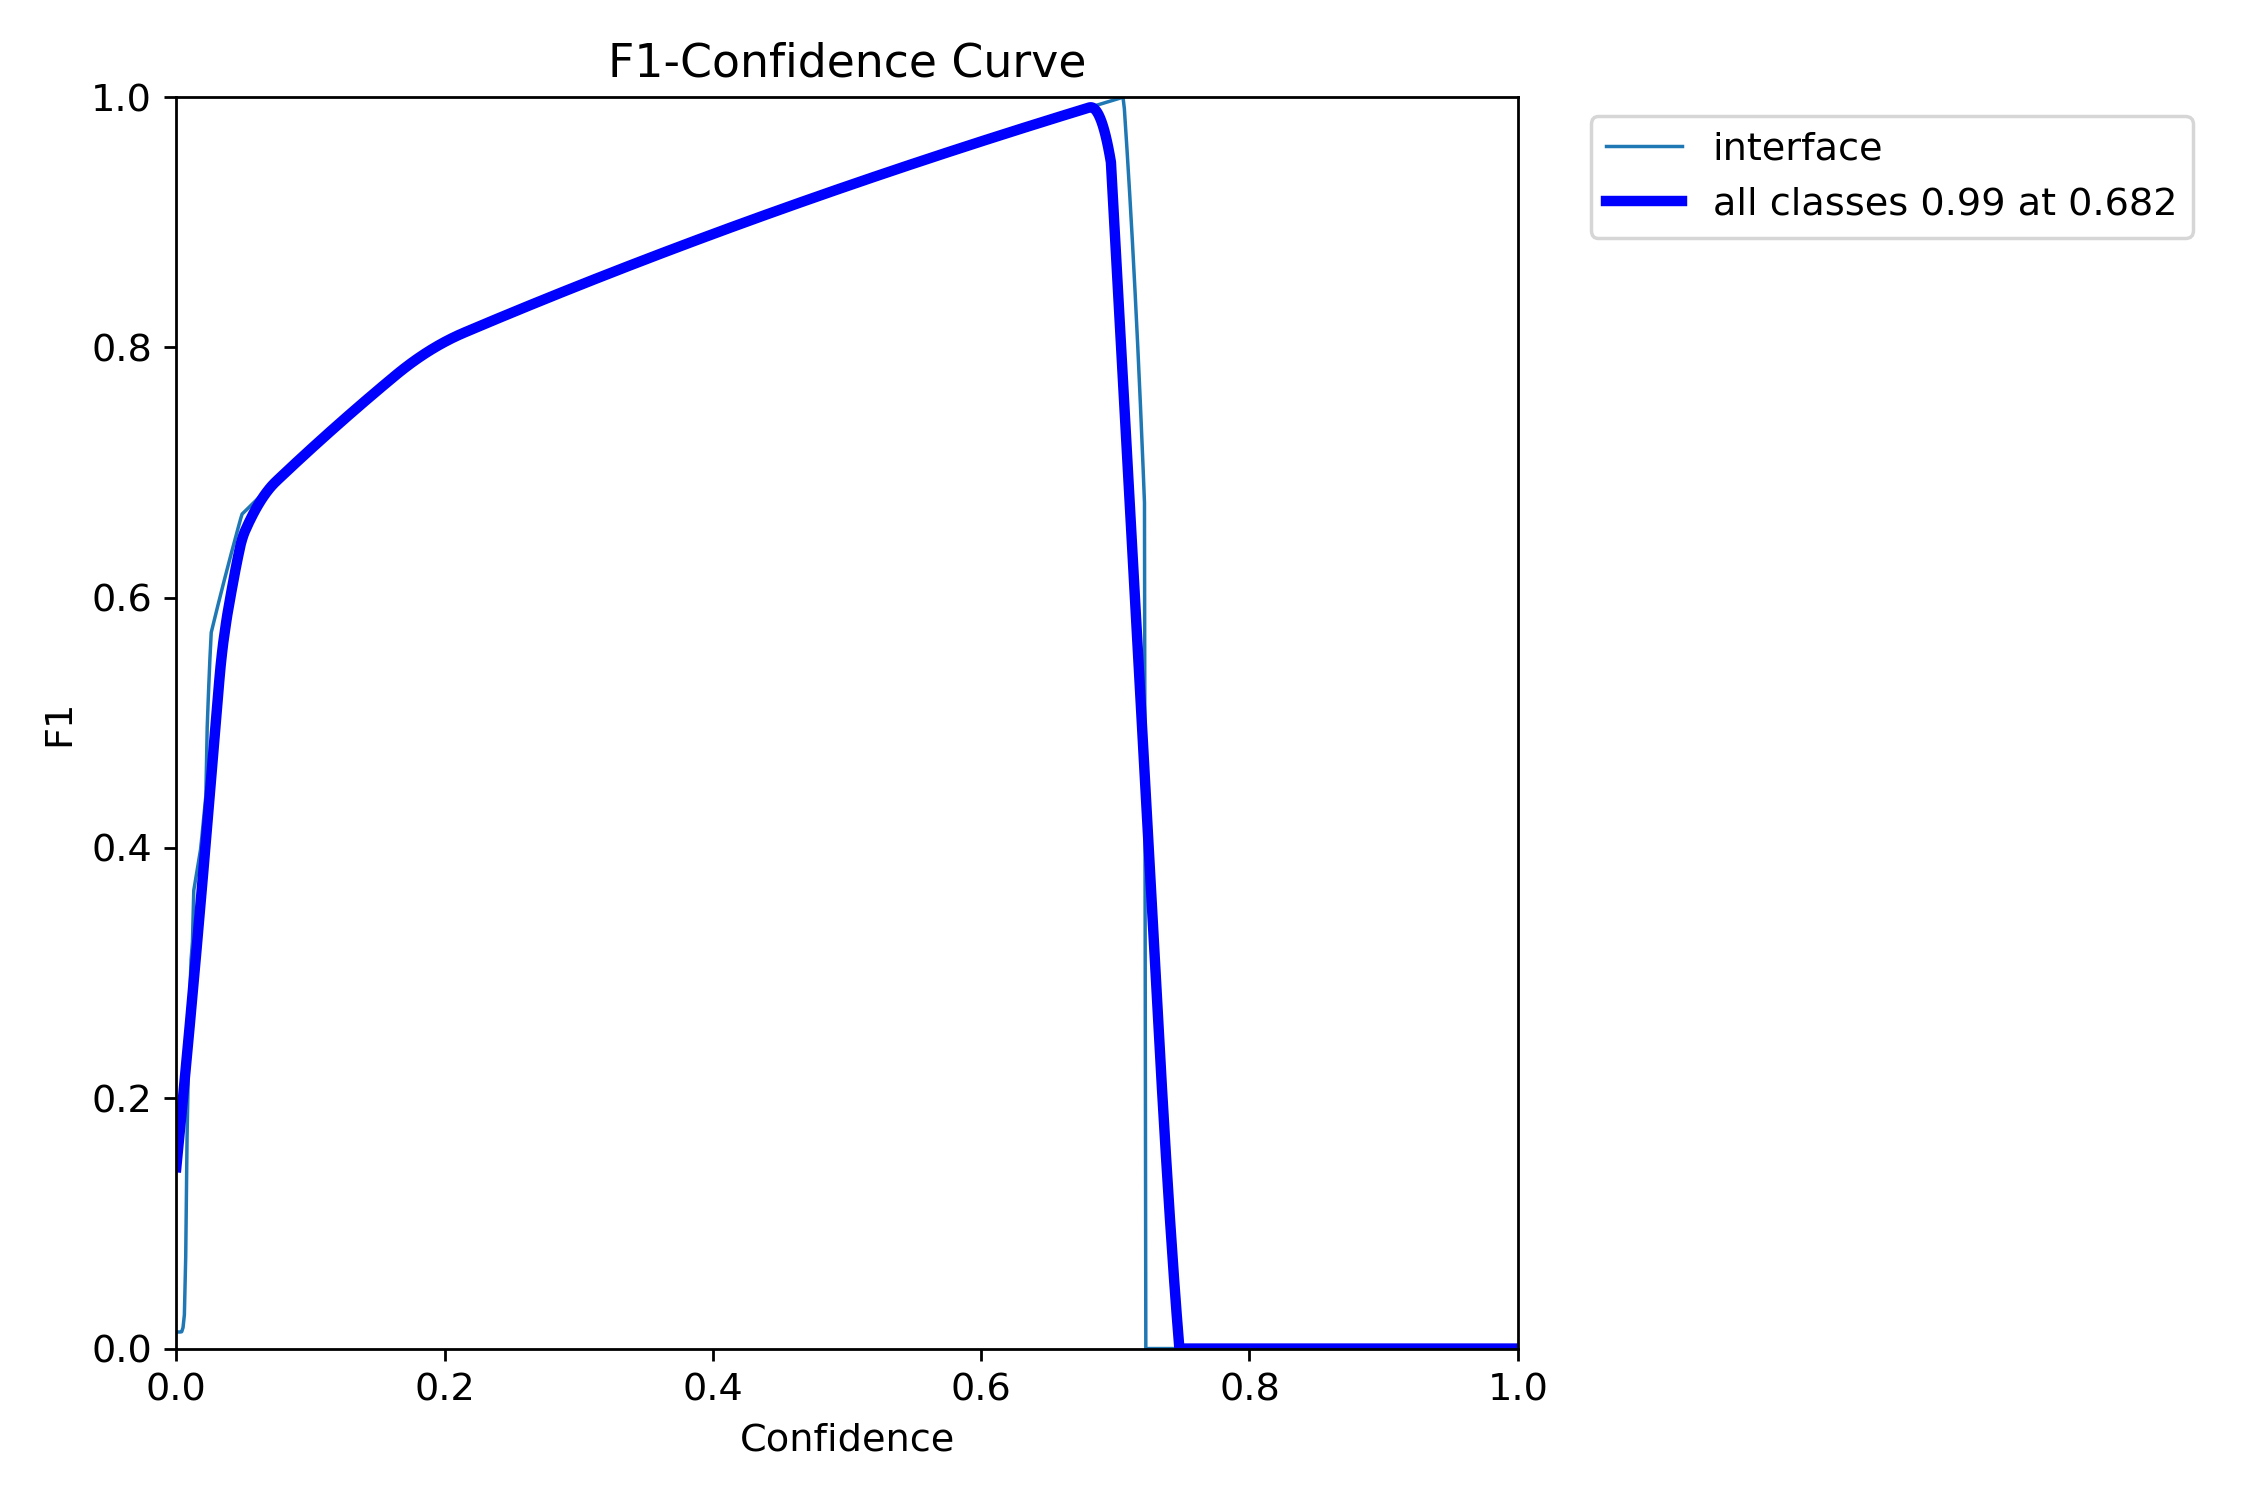 F1-Confidence Curve
interface
all classes 0.99 at 0.682
F1
1.0
0.8
0.6
0.4
0.2
0.0
0.0 0.2 0.4 0.6 0.8 1.0
Confidence